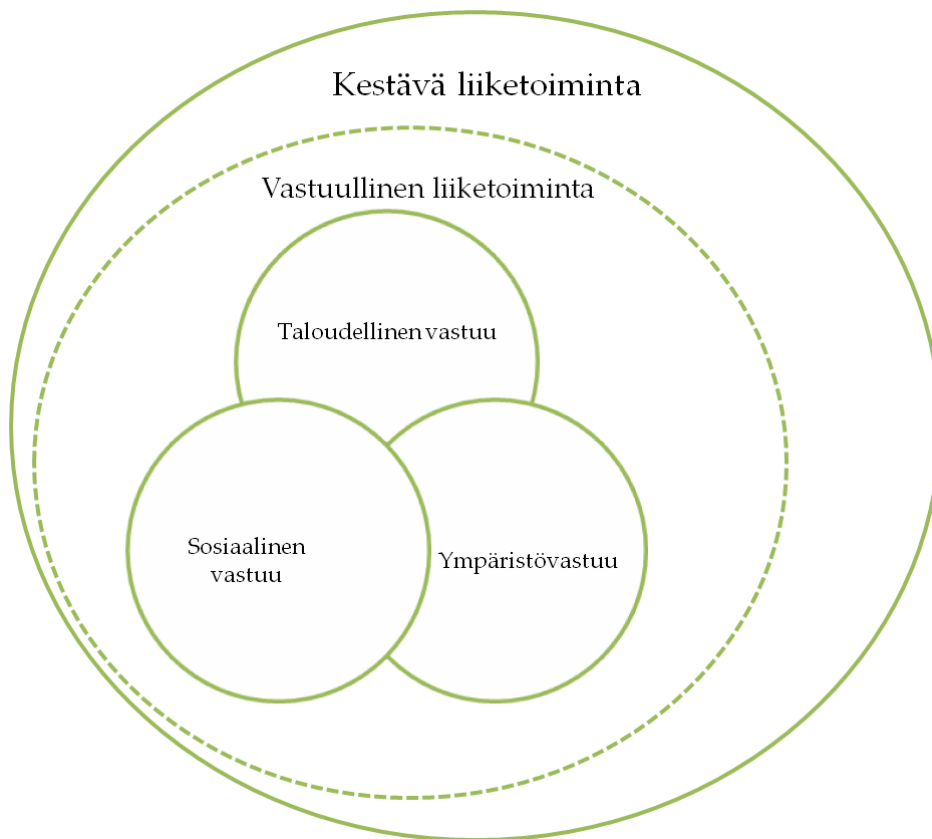 Kestävä liiketoiminta
Vastuullinen liiketoiminta
Taloudellinen vastuu
Sosiaalinen
vastuu
Ympäristövastuu